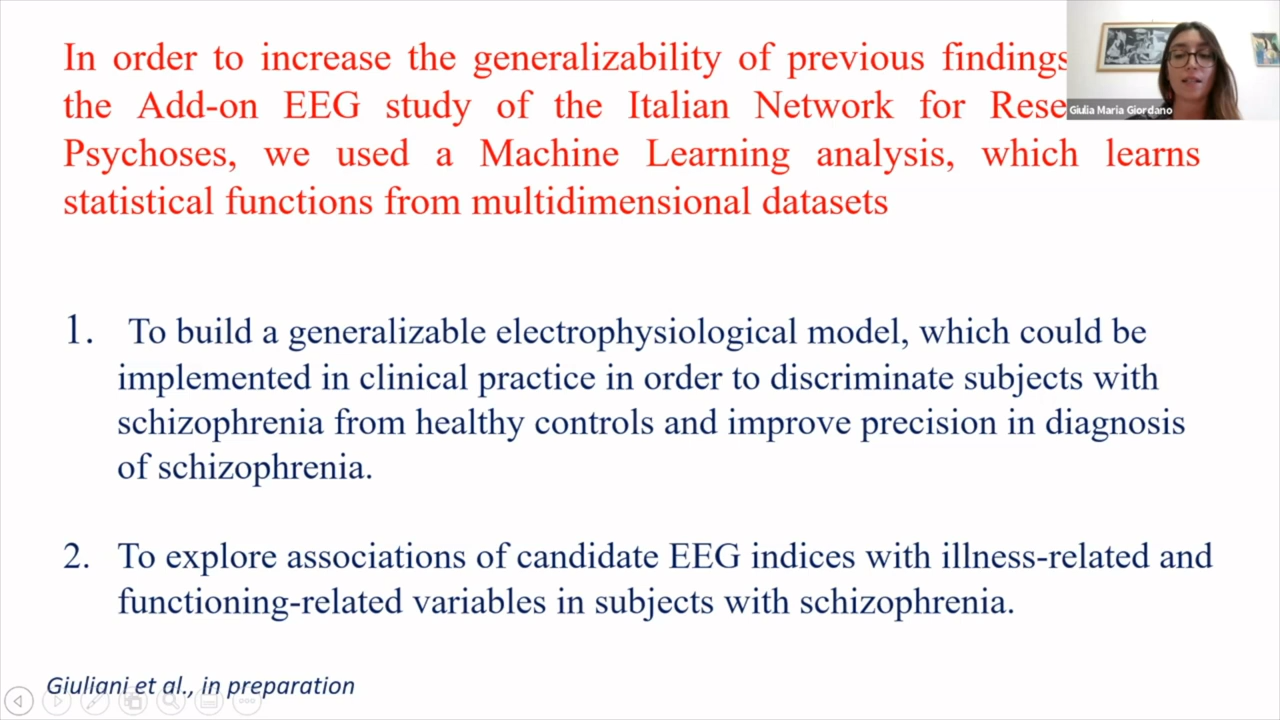 In order to increase the generalizability of previous findings
the Add-on EEG study of the Italian Network for
Psychoses, we used a Machine Learning analysis, which learns
statistical functions from multidimensional datasets
Giulia Maria Giordano
1. To build a generalizable electrophysiological model, which could be
implemented in clinical practice in order to discriminate subjects with
schizophrenia from healthy controls and improve precision in diagnosis
of schizophrenia.
2. To explore associations of candidate EEG indices with illness-related and
functioning-related variables in subjects with schizophrenia.
Giuliani et al., in preparation